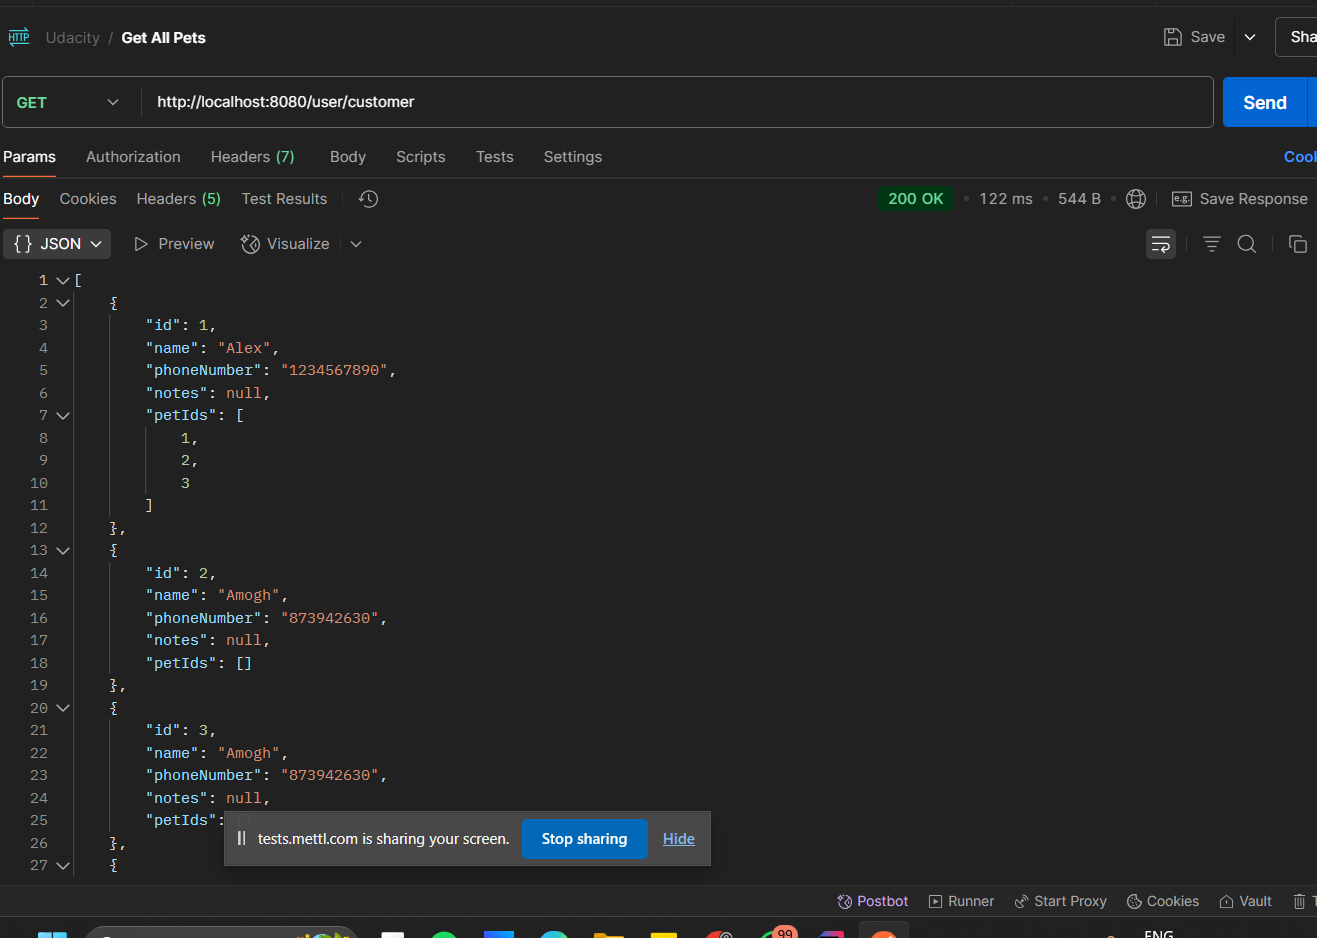 HTTP Udacity / Get All Pets
Save
Sha
GET http://localhost:8080/user/customer Send
Params Authorization Headers (7) Body Scripts Tests Settings Cook
Body Cookies Headers (5) Test Results 200 OK • 122 ms • 544 B • e.g. Save Response
{} JSON Preview Visualize
1 [
2 {
3 "id": 1,
4 "name": "Alex",
5 "phoneNumber": "1234567890",
6 "notes": null,
7 "petIds": [
8 1,
9 2,
10 3
11 ]
12 },
13 {
14 "id": 2,
15 "name": "Amogh",
16 "phoneNumber": "873942630",
17 "notes": null,
18 "petIds": []
19 },
20 {
21 "id": 3,
22 "name": "Amogh",
23 "phoneNumber": "873942630",
24 "notes": null,
25 "petIds":
26 },
27 {
tests.mettl.com is sharing your screen. Stop sharing Hide
Postbot Runner Start Proxy Cookies Vault T
99
ENG